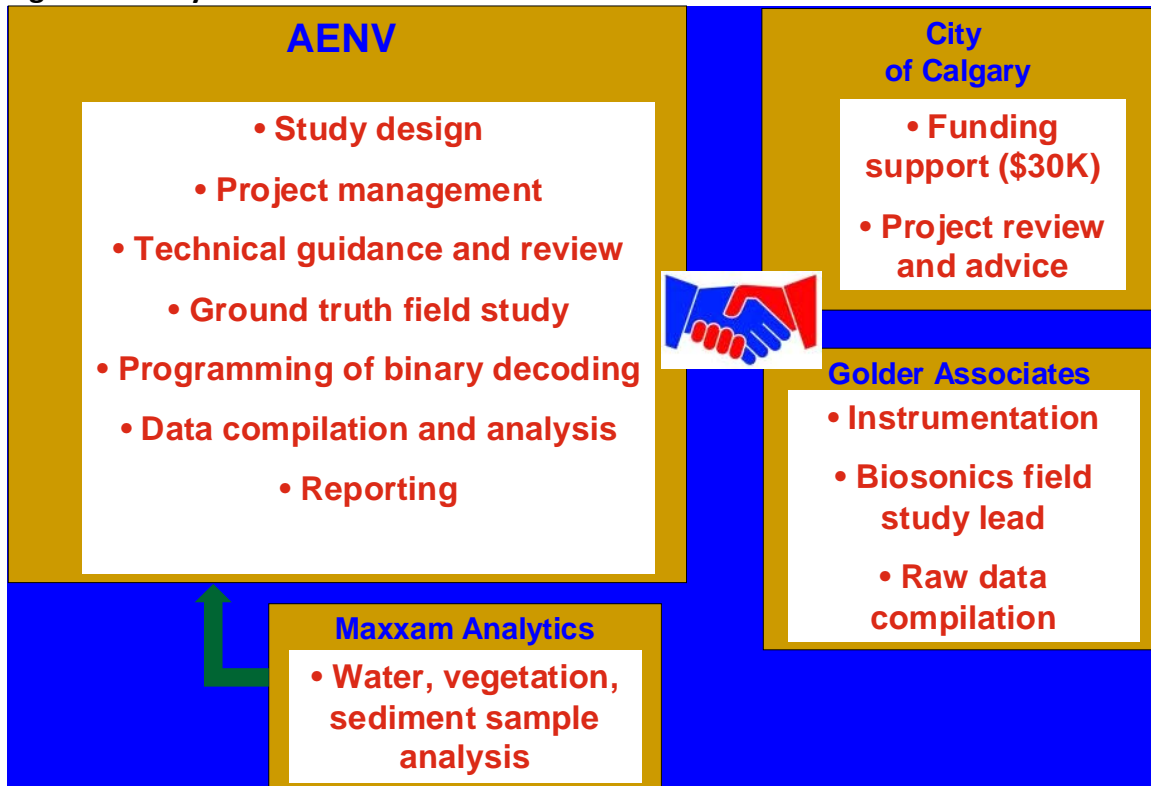 AENV
• Study design
• Project management
• Technical guidance and review
• Ground truth field study
• Programming of binary decoding
• Data compilation and analysis
• Reporting
City
of Calgary
• Funding
support ($30K)
• Project review
and advice
Golder Associates
• Instrumentation
• Biosonics field
study lead
• Raw data
compilation
Maxxam Analytics
• Water, vegetation,
sediment sample
analysis